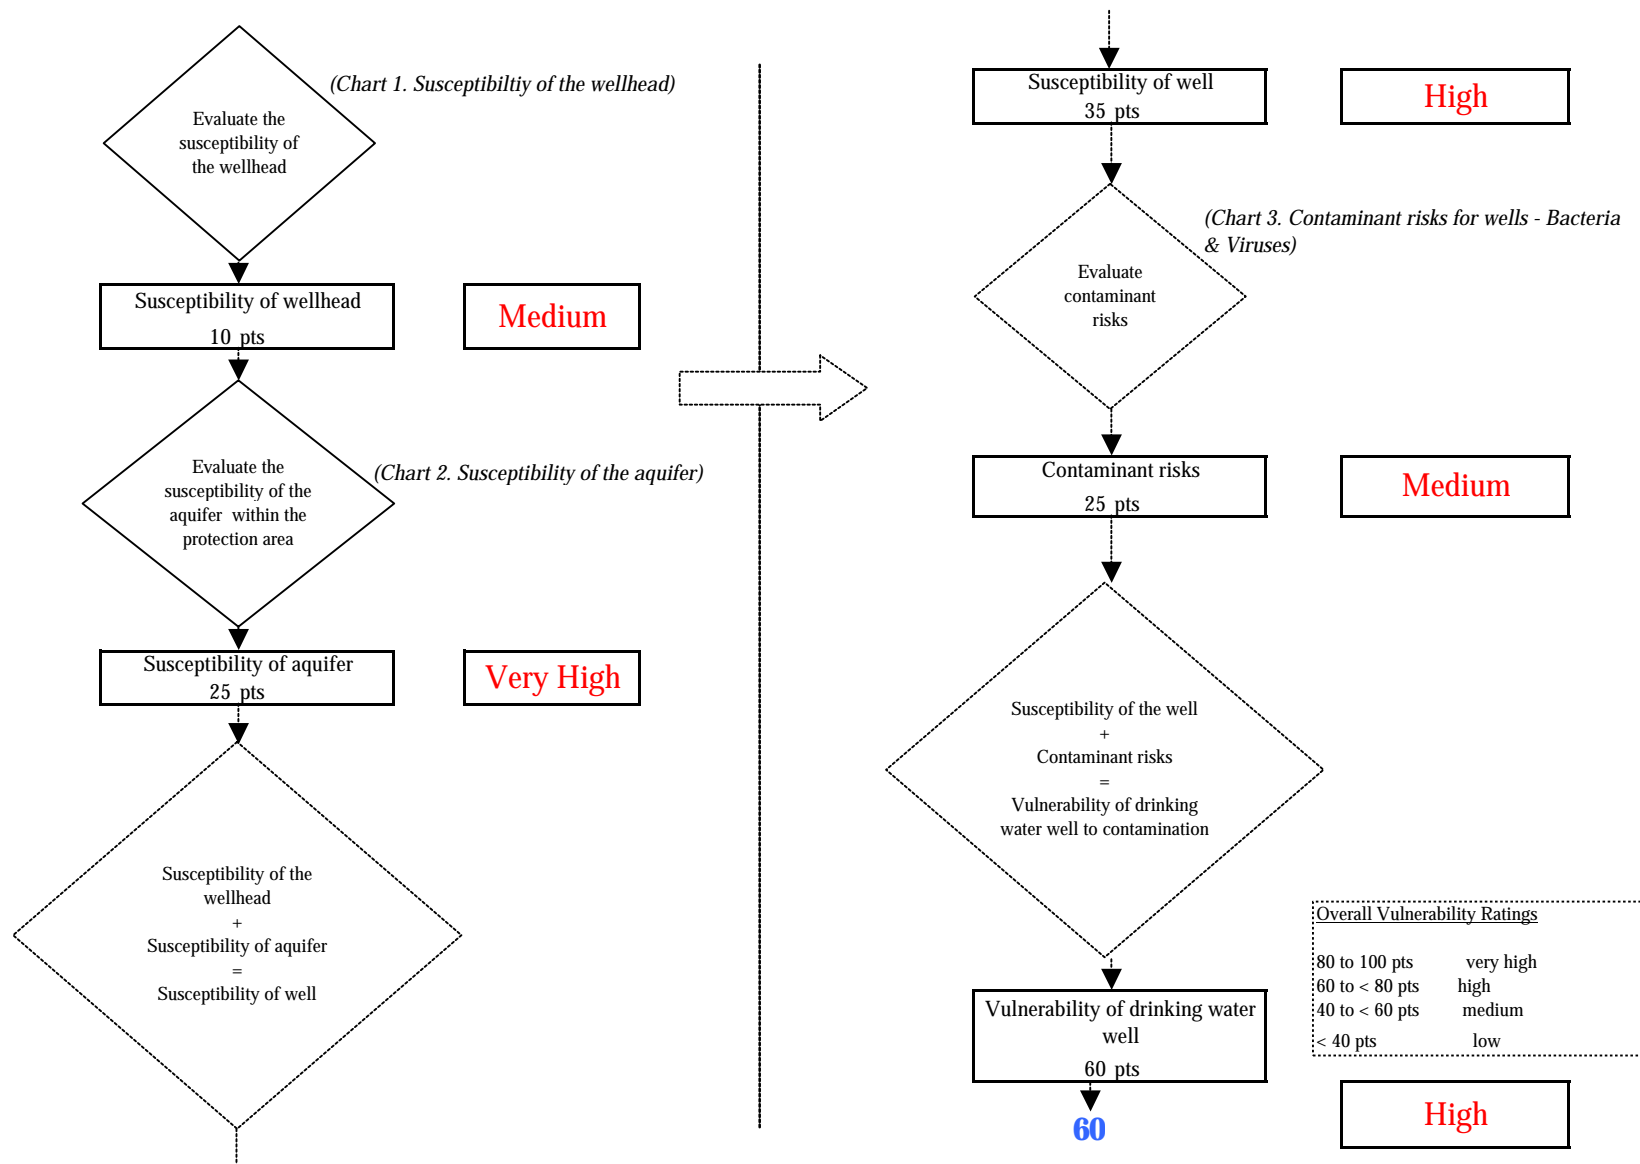 (Chart 1. Susceptibiltiy of the wellhead)
Evaluate the
susceptibility of
the wellhead
Susceptibility of wellhead
10 pts
Medium
Evaluate the
susceptibility of the
aquifer within the
protection area
(Chart 2. Susceptibility of the aquifer)
Susceptibility of aquifer
25 pts
Very High
Susceptibility of the
wellhead
+
Susceptibility of aquifer
=
Susceptibility of well
Susceptibility of well
35 pts
High
(Chart 3. Contaminant risks for wells - Bacteria
& Viruses)
Evaluate
contaminant
risks
Contaminant risks
25 pts
Medium
Susceptibility of the well
+
Contaminant risks
=
Vulnerability of drinking
water well to contamination
Overall Vulnerability Ratings
80 to 100 pts very high
60 to < 80 pts high
40 to < 60 pts medium
< 40 pts low
Vulnerability of drinking water
well
60 pts
60
High